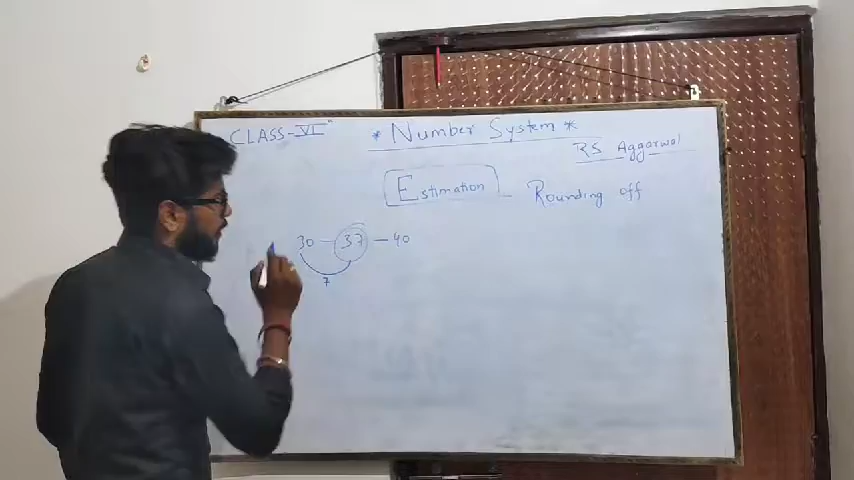 CLASS-VI" * Number System *
RS Aggarwal
Estimation - Rounding off
30 - 37 - 40
7